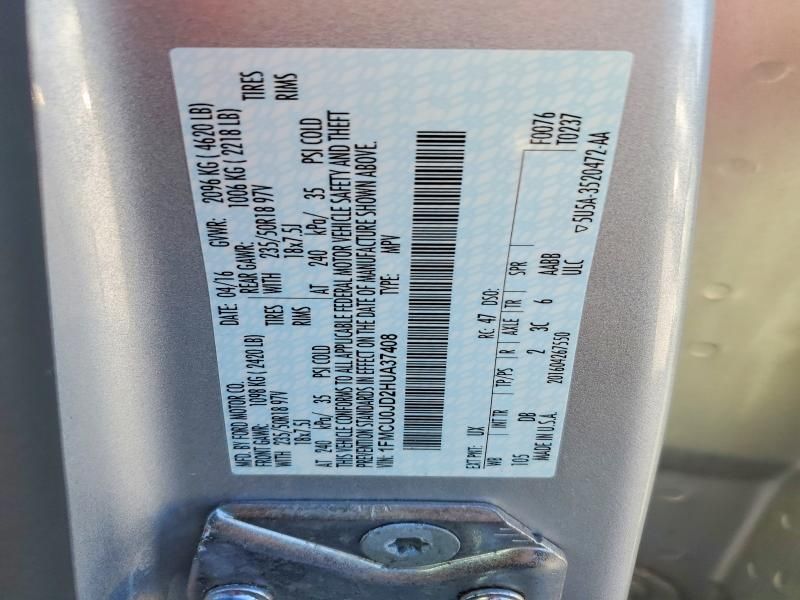 MFD. BY FORD MOTOR CO. DATE: 04/16 GVWR: 2096 KG ( 4620 LB)
FRONT GAWR: 1098 KG ( 2420 LB) REAR GAWR: 1006 KG ( 2218 LB)
WITH 235/50R18 97V TIRES WITH 235/50R18 97V TIRES
18x7.5J RIMS 18x7.5J RIMS
AT 240 kPa/ 35 PSI COLD AT 240 kPa/ 35 PSI COLD
THIS VEHICLE CONFORMS TO ALL APPLICABLE FEDERAL MOTOR VEHICLE SAFETY AND THEFT
PREVENTION STANDARDS IN EFFECT ON THE DATE OF MANUFACTURE SHOWN ABOVE.
VIN: 1FMCU0JD2HUA37408 TYPE: MPV
EXT PNT: UX RC: 47 DSO:
WB INT TR TP/PS R AXLE TR SPR F0076
105 DB 2 3C 6 AABB T0237
MADE IN U.S.A. 201604267550 ULC ▽5U5A-3520472-AA